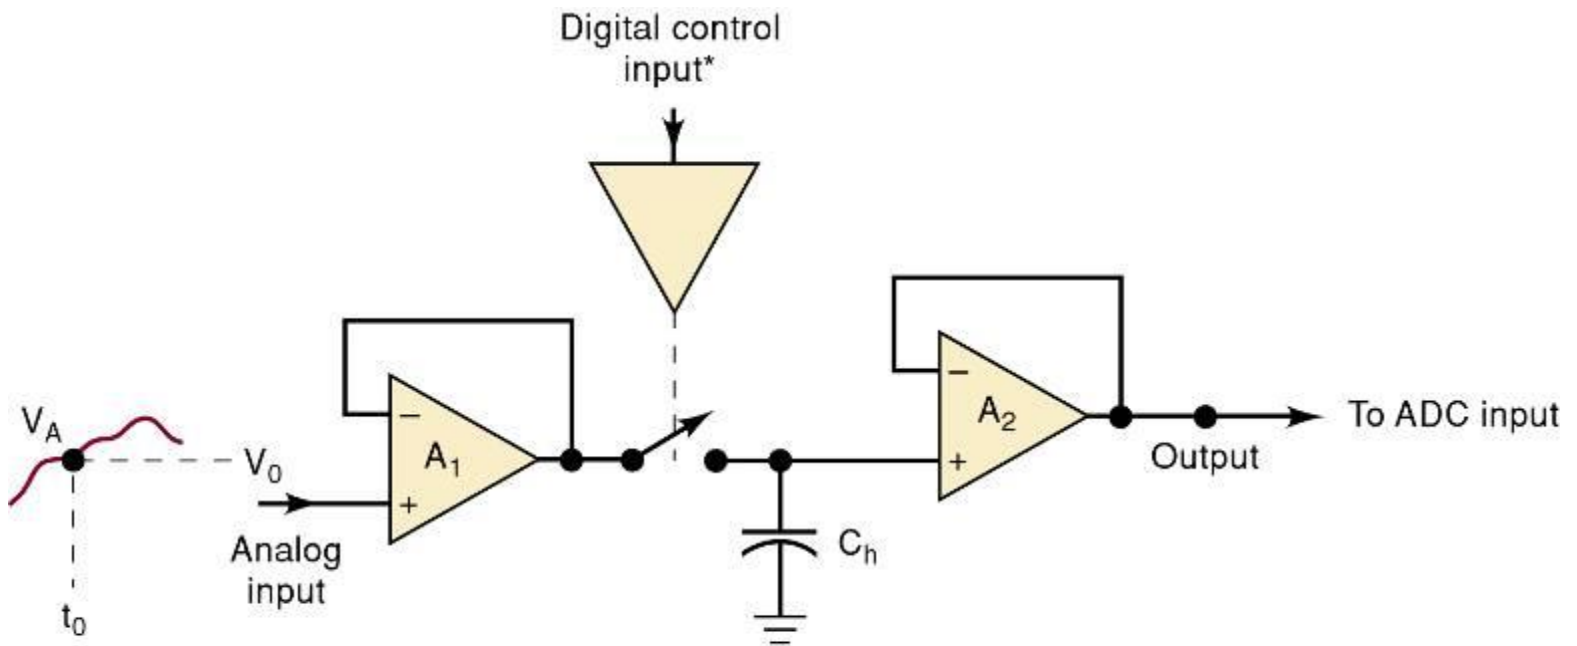 Digital control
input*
V_A
V_0
t_0
Analog
input
−
A_1
+
C_h
−
A_2
+
Output
To ADC input